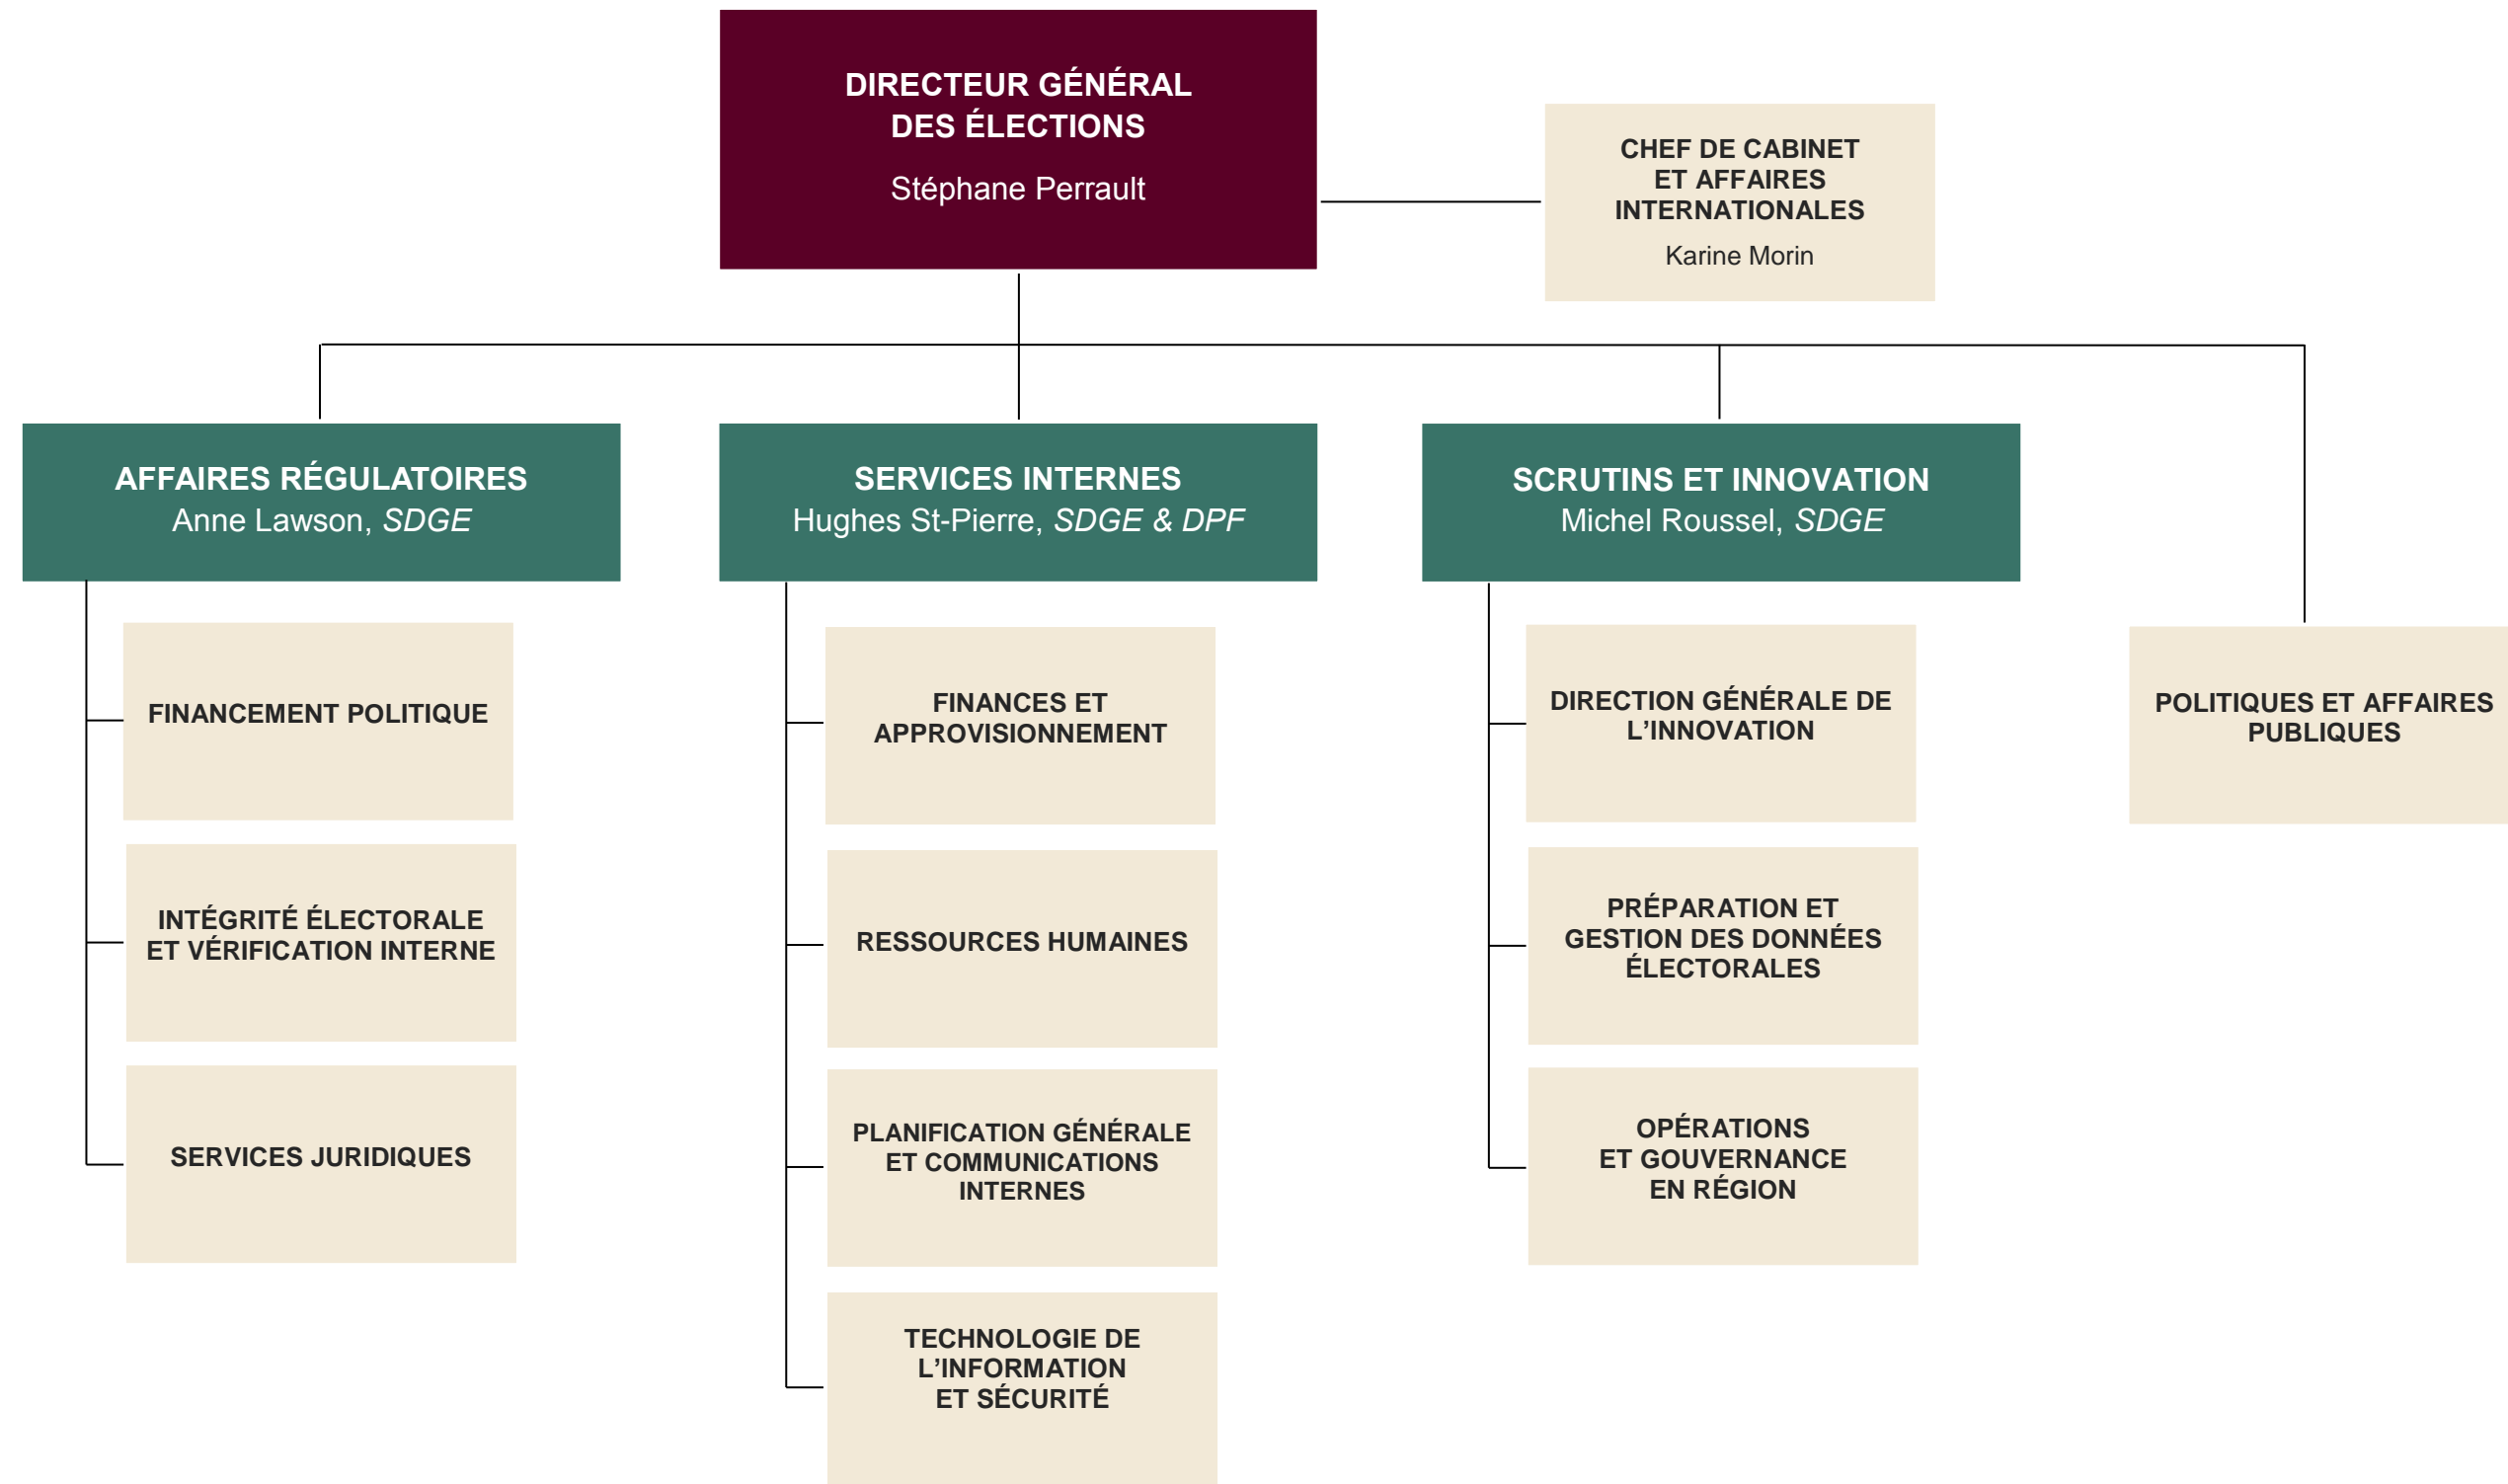 DIRECTEUR GÉNÉRAL
DES ÉLECTIONS
Stéphane Perrault
CHEF DE CABINET
ET AFFAIRES
INTERNATIONALES
Karine Morin
AFFAIRES RÉGULATOIRES
Anne Lawson, SDGE
SERVICES INTERNES
Hughes St-Pierre, SDGE & DPF
SCRUTINS ET INNOVATION
Michel Roussel, SDGE
FINANCEMENT POLITIQUE
INTÉGRITÉ ÉLECTORALE
ET VÉRIFICATION INTERNE
SERVICES JURIDIQUES
FINANCES ET
APPROVISIONNEMENT
RESSOURCES HUMAINES
PLANIFICATION GÉNÉRALE
ET COMMUNICATIONS
INTERNES
TECHNOLOGIE DE
L’INFORMATION
ET SÉCURITÉ
DIRECTION GÉNÉRALE DE
L’INNOVATION
PRÉPARATION ET
GESTION DES DONNÉES
ÉLECTORALES
OPÉRATIONS
ET GOUVERNANCE
EN RÉGION
POLITIQUES ET AFFAIRES
PUBLIQUES